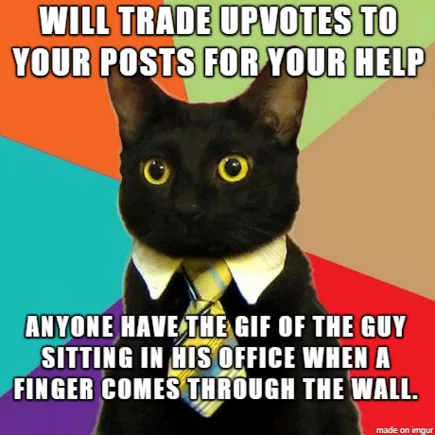 WILL TRADE UPVOTES TO
YOUR POSTS FOR YOUR HELP
ANYONE HAVE THE GIF OF THE GUY
SITTING IN HIS OFFICE WHEN A
FINGER COMES THROUGH THE WALL.
made on imgur